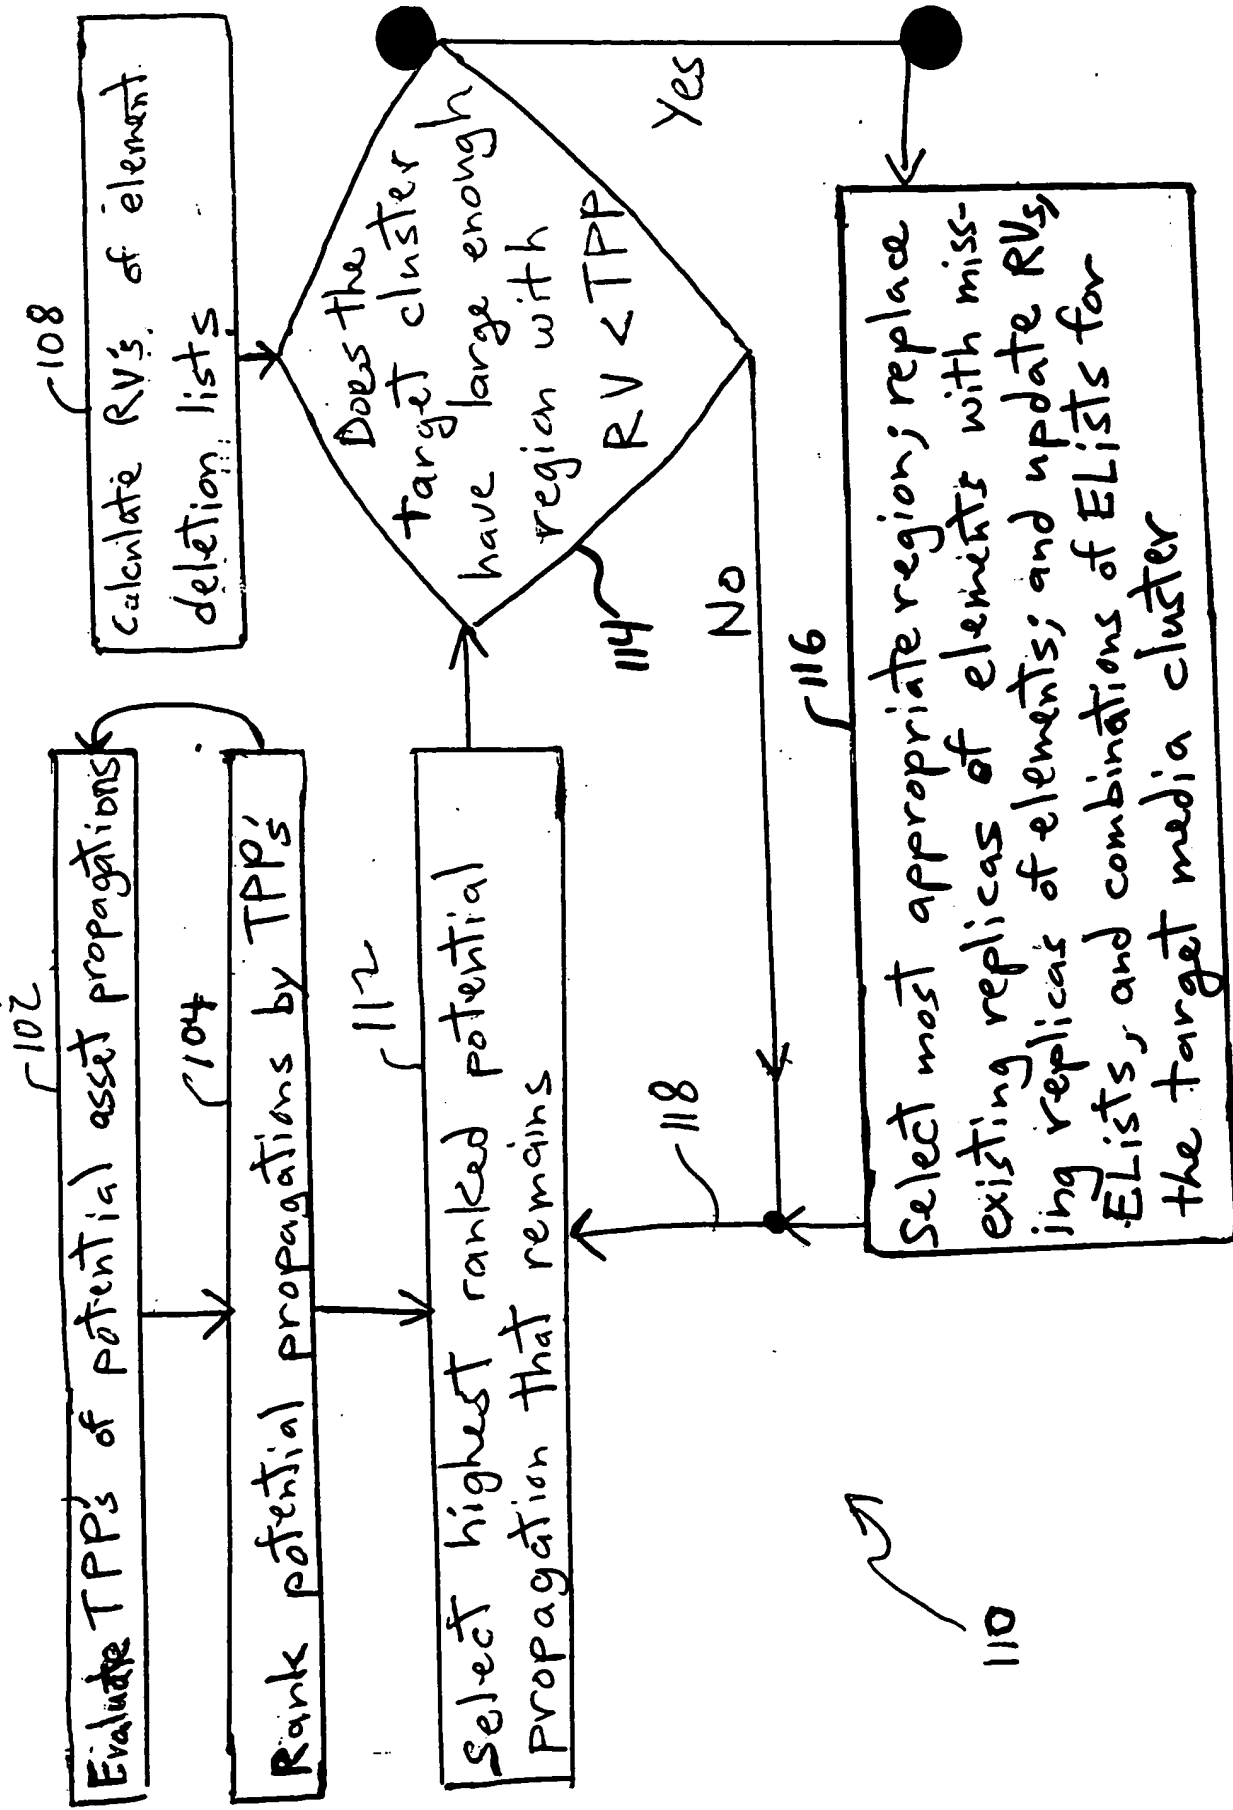 102
Evaluate TPP's of potential asset propagations
104
Rank potential propagations by TPP's
112
Select highest ranked potential
propagation that remains
108
Calculate RV's of element
deletion lists
Does the
target cluster
have large enough
region with
RV < TPP
114
Yes
No
116
Select most appropriate region; replace
existing replicas of elements with miss-
ing replicas of elements; and update RVs,
ELists, and combinations of ELists for
the target media cluster
118
110